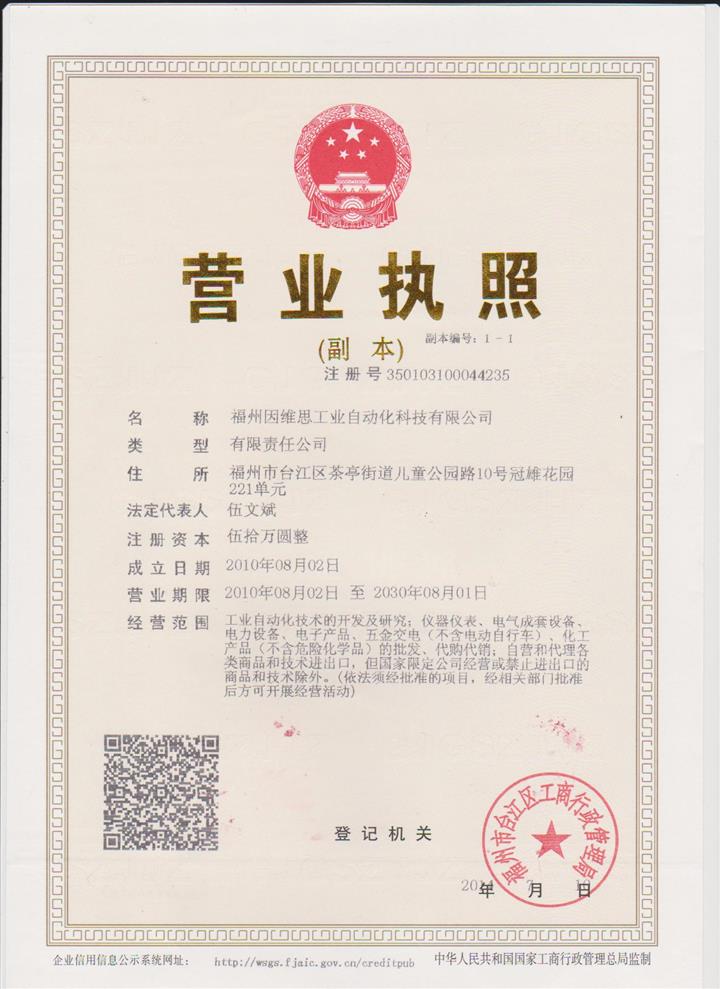 营业执照
(副 本)
副本编号：1 - 1
注册号 350103100044235
名 称 福州因维思工业自动化科技有限公司
类 型 有限责任公司
住 所 福州市台江区茶亭街道儿童公园路10号冠雄花园
221单元
法定代表人 伍文斌
注册资本 伍拾万圆整
成立日期 2010年08月02日
营业期限 2010年08月02日 至 2030年08月01日
经营范围 工业自动化技术的开发及研究；仪器仪表、电气成套设备、
电力设备、电子产品、五金交电（不含电动自行车）、化工
产品（不含危险化学品）的批发、代购代销；自营和代理各
类商品和技术进出口，但国家限定公司经营或禁止进出口的
商品和技术除外。(依法须经批准的项目，经相关部门批准
后方可开展经营活动)
登记机关
福州市台江区工商行政管理局
2014年 7月 日
企业信用信息公示系统网址： http://wsgs.fjaic.gov.cn/creditpub 中华人民共和国国家工商行政管理总局监制